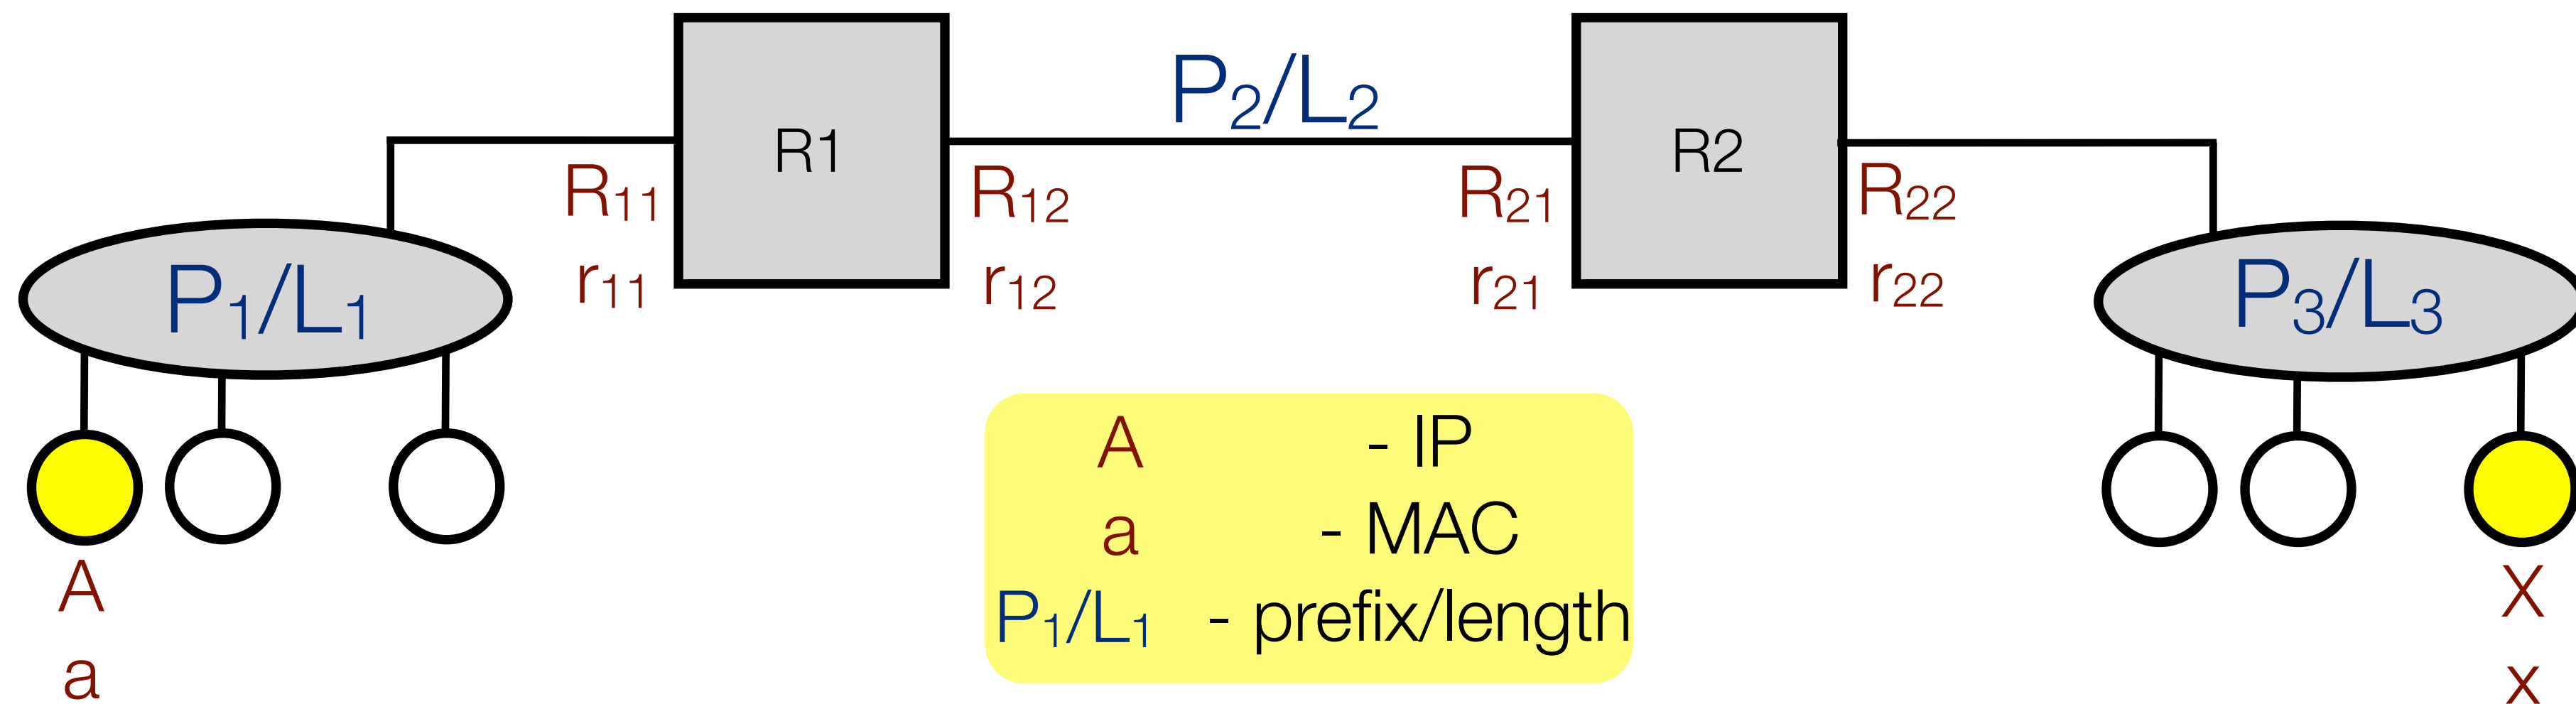 R1
P₂/L₂
R2
R₁₁
r₁₁
R₁₂
r₁₂
R₂₁
r₂₁
R₂₂
r₂₂
P₁/L₁
P₃/L₃
A - IP
a - MAC
P₁/L₁ - prefix/length
A
a
X
x